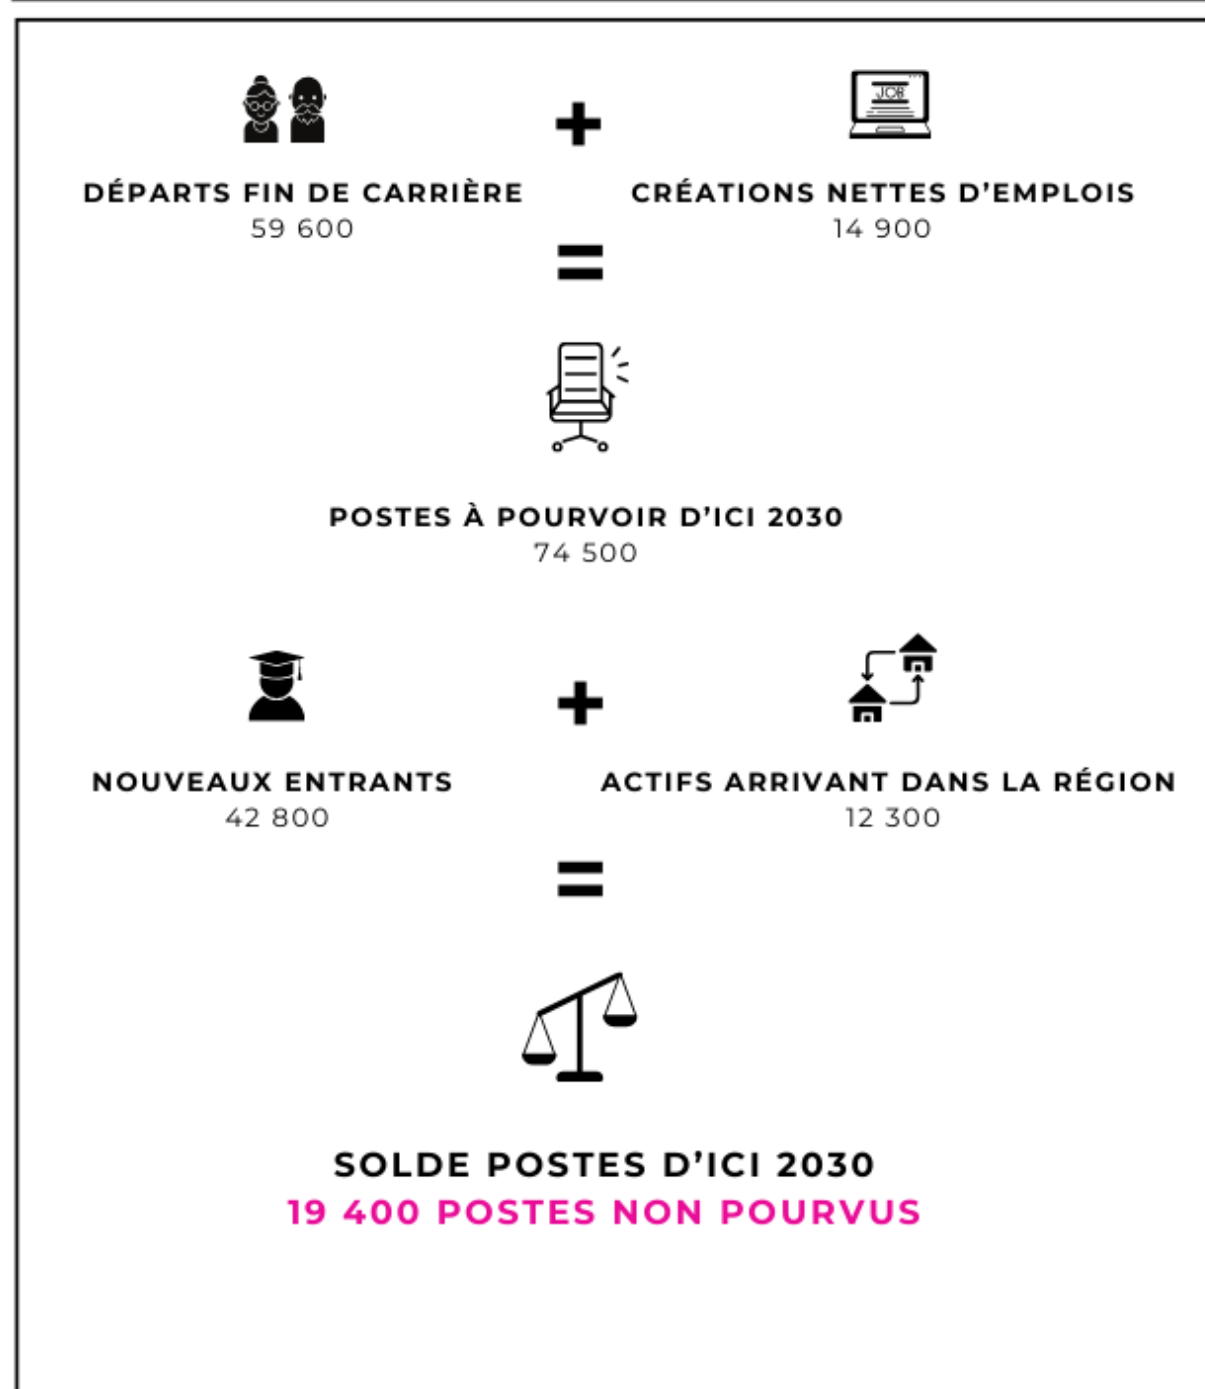 JOB
DÉPARTS FIN DE CARRIÈRE
59 600
+
CRÉATIONS NETTES D’EMPLOIS
14 900
=
POSTES À POURVOIR D’ICI 2030
74 500
NOUVEAUX ENTRANTS
42 800
+
ACTIFS ARRIVANT DANS LA RÉGION
12 300
=
SOLDE POSTES D’ICI 2030
19 400 POSTES NON POURVUS